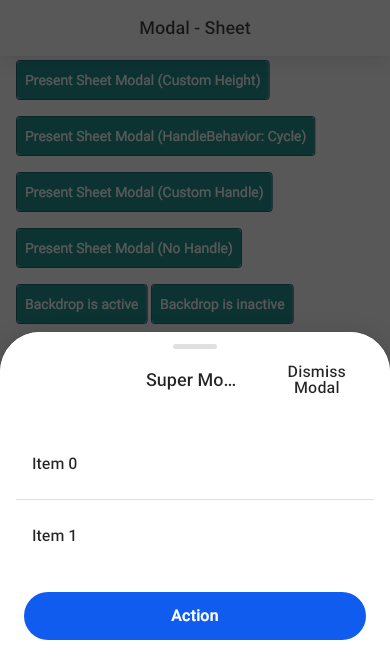 Modal - Sheet
Present Sheet Modal (Custom Height)
Present Sheet Modal (HandleBehavior: Cycle)
Present Sheet Modal (Custom Handle)
Present Sheet Modal (No Handle)
Backdrop is active Backdrop is inactive
Super Mo...
Dismiss
Modal
Item 0
Item 1
Action